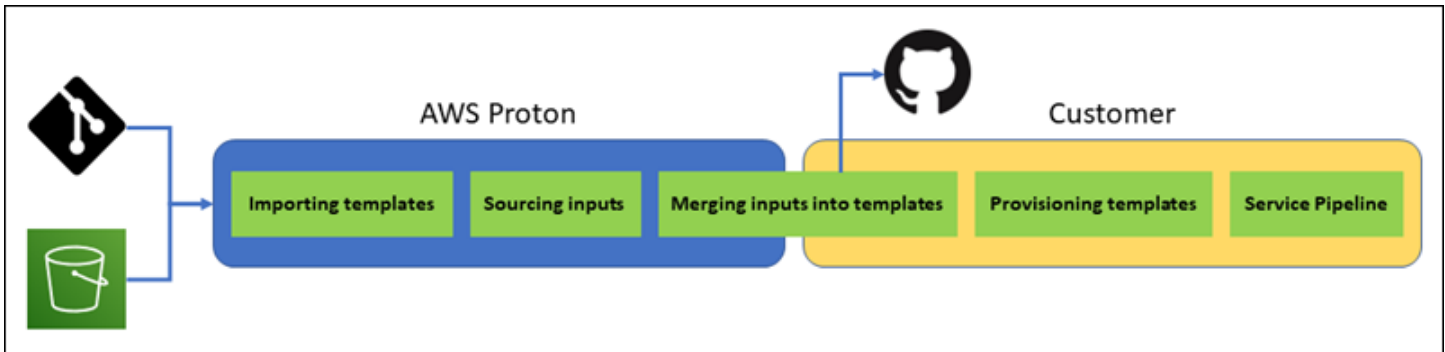 AWS Proton
Customer
Importing templates
Sourcing inputs
Merging inputs into templates
Provisioning templates
Service Pipeline